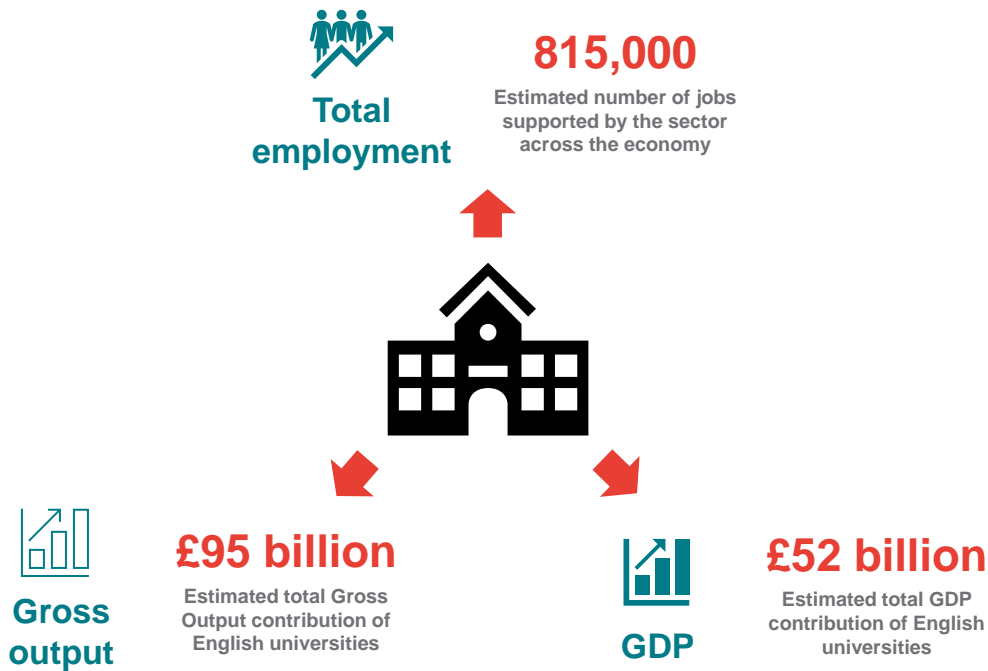 Total
employment
815,000
Estimated number of jobs
supported by the sector
across the economy
Gross
output
£95 billion
Estimated total Gross
Output contribution of
English universities
GDP
£52 billion
Estimated total GDP
contribution of English
universities